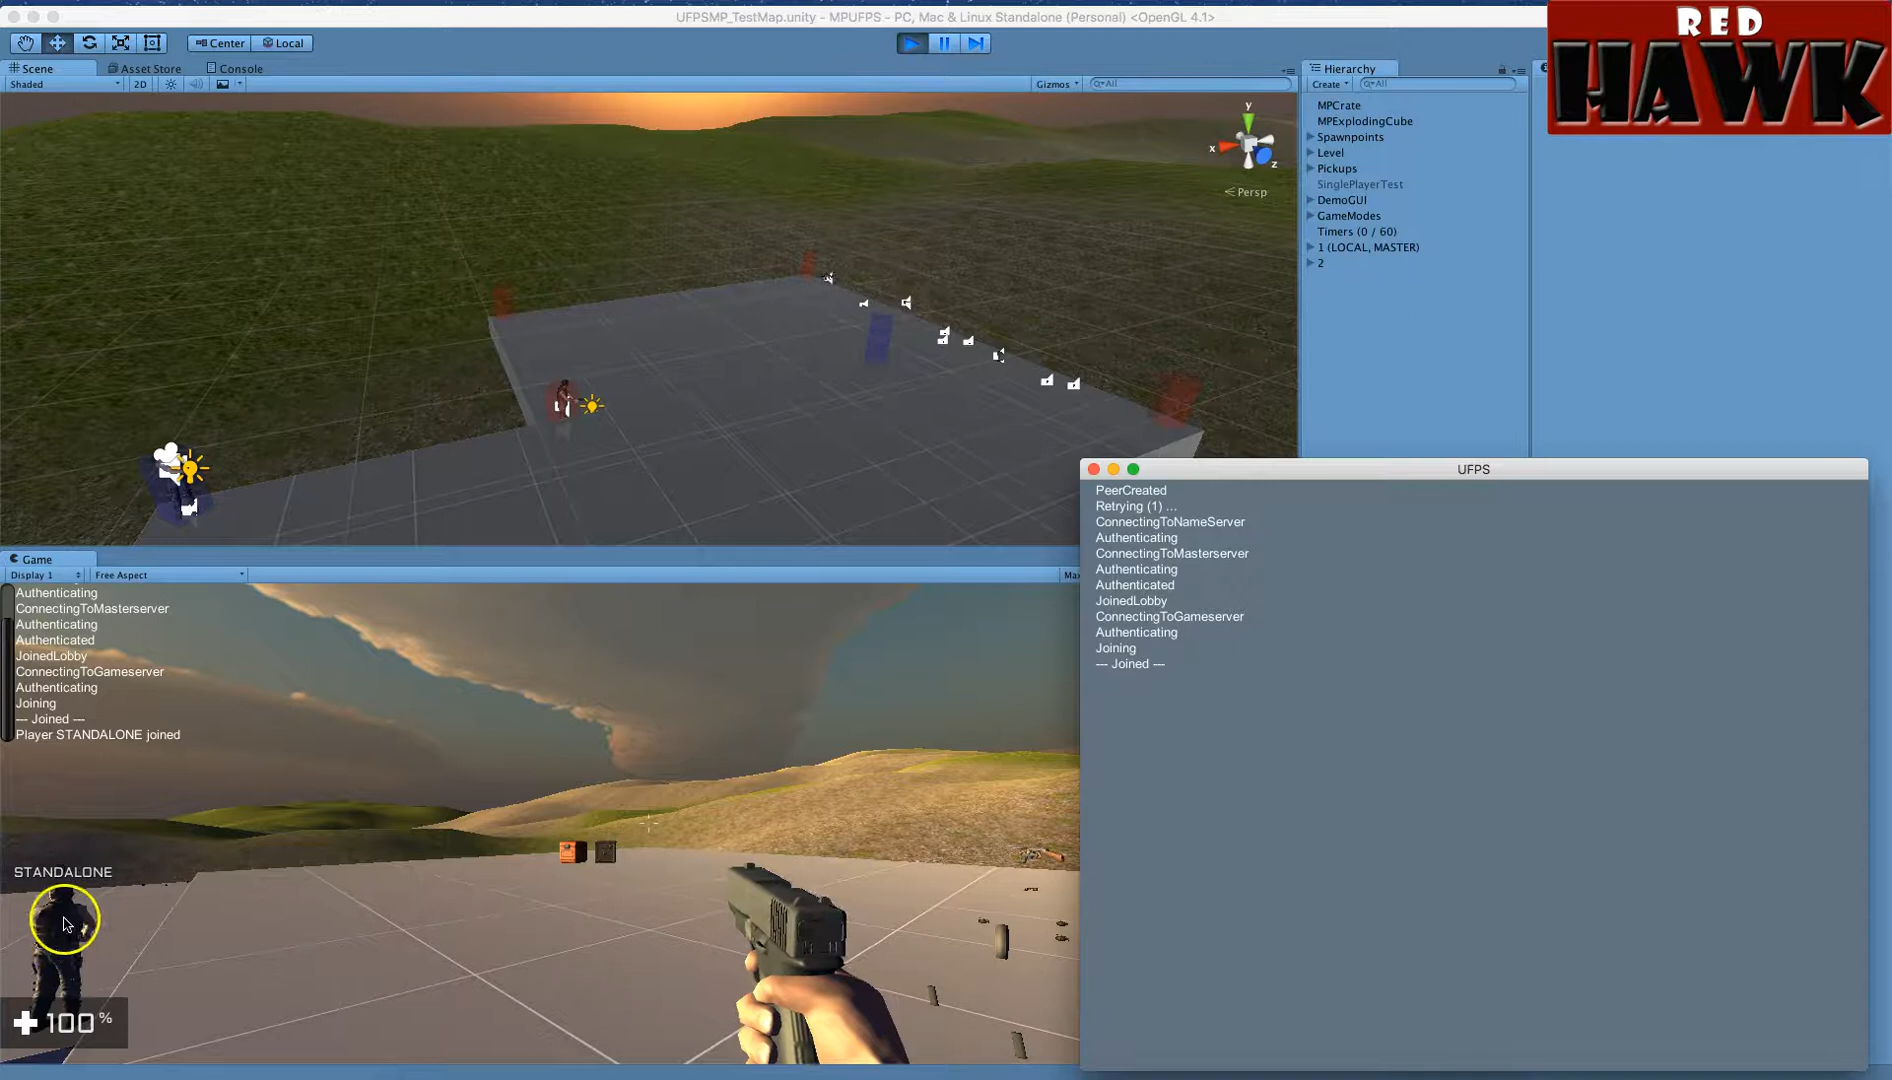 UFPSMP_TestMap.unity - MPUFPS - PC, Mac & Linux Standalone (Personal) <OpenGL 4.1>
RED
HAWK
Center
Local
Scene
Asset Store
Console
Shaded
2D
Gizmos
All
y
x
z
Persp
Hierarchy
Create
All
MPCrate
MPExplodingCube
Spawnpoints
Level
Pickups
SinglePlayerTest
DemoGUI
GameModes
Timers (0 / 60)
1 (LOCAL, MASTER)
2
Game
Display 1
Free Aspect
Max
Authenticating
ConnectingToMasterserver
Authenticating
Authenticated
JoinedLobby
ConnectingToGameserver
Authenticating
Joining
--- Joined ---
Player STANDALONE joined
STANDALONE
100 %
UFPS
PeerCreated
Retrying (1) ...
ConnectingToNameServer
Authenticating
ConnectingToMasterserver
Authenticating
Authenticated
JoinedLobby
ConnectingToGameserver
Authenticating
Joining
--- Joined ---